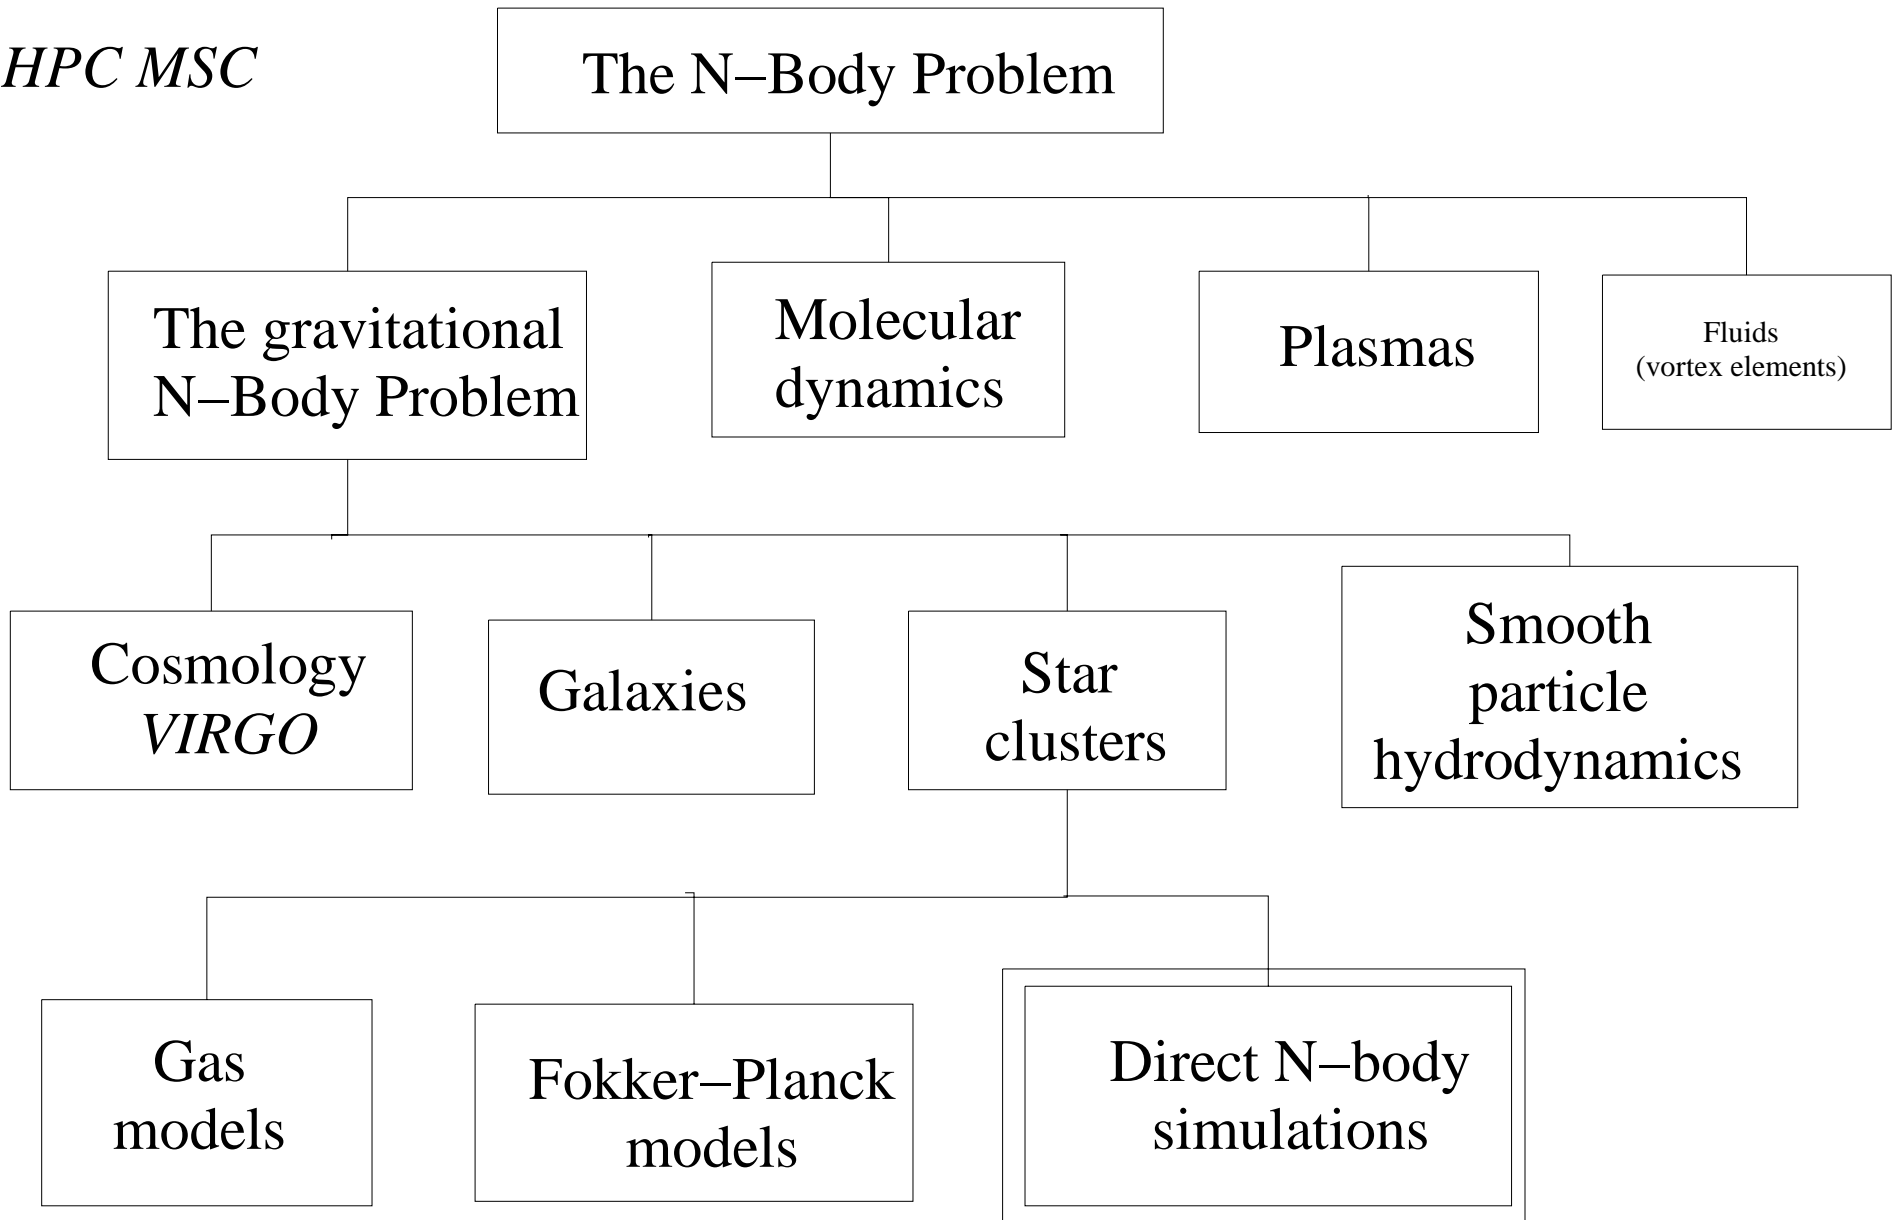 HPC MSC
The N–Body Problem
The gravitational
N–Body Problem
Molecular
dynamics
Plasmas
Fluids
(vortex elements)
Cosmology
VIRGO
Galaxies
Star
clusters
Smooth
particle
hydrodynamics
Gas
models
Fokker–Planck
models
Direct N–body
simulations